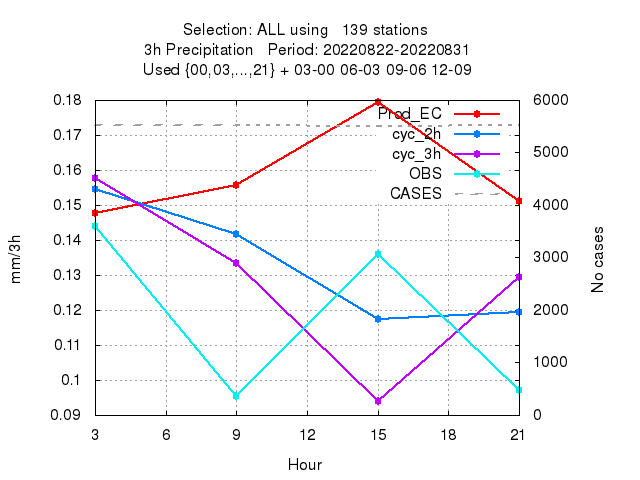 Selection: ALL using 139 stations
3h Precipitation Period: 20220822-20220831
Used {00,03,...,21} + 03-00 06-03 09-06 12-09
0.18
0.17
0.16
0.15
0.14
0.13
0.12
0.11
0.1
0.09
6000
5000
4000
3000
2000
1000
0
Prod_EC
cyc_2h
cyc_3h
OBS
CASES
mm/3h
No cases
3 6 9 12 15 18 21
Hour